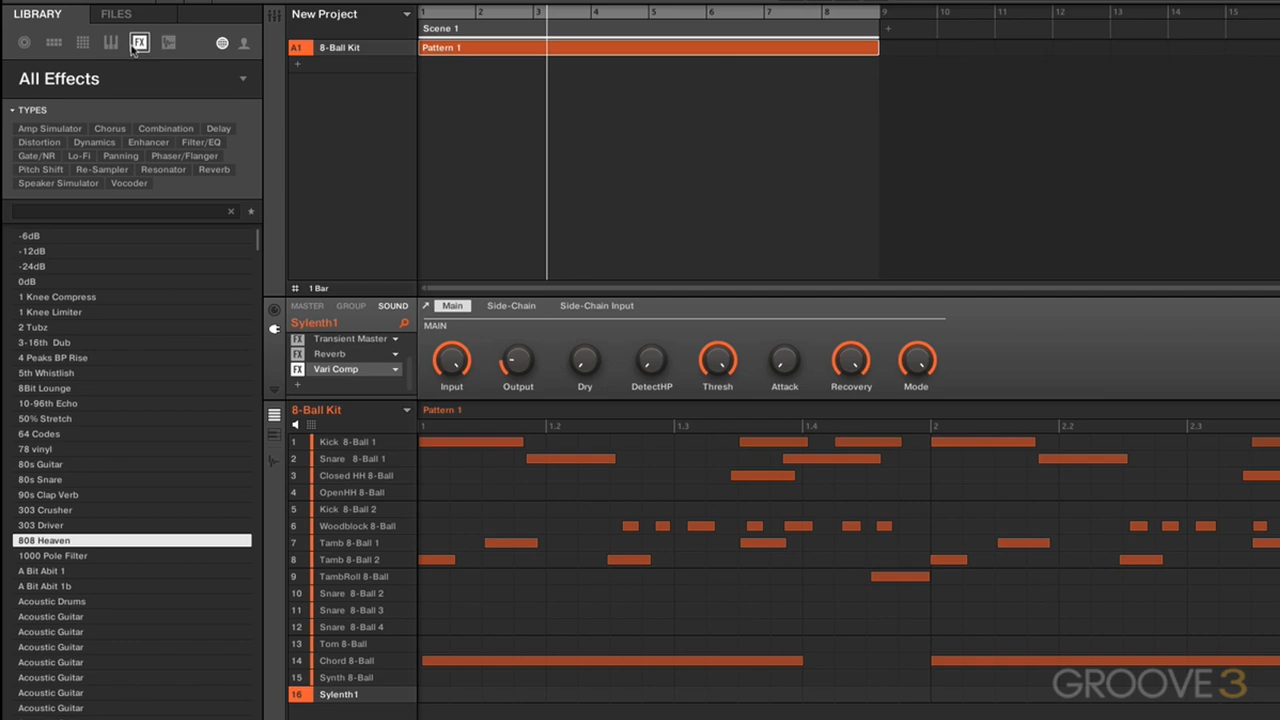 LIBRARY FILES
FX
All Effects
TYPES
Amp Simulator Chorus Combination Delay
Distortion Dynamics Enhancer Filter/EQ
Gate/NR Lo-Fi Panning Phaser/Flanger
Pitch Shift Re-Sampler Resonator Reverb
Speaker Simulator Vocoder
-6dB
-12dB
-24dB
0dB
1 Knee Compress
1 Knee Limiter
2 Tubz
3-16th Dub
4 Peaks BP Rise
5th Whistlish
8Bit Lounge
10-96th Echo
50% Stretch
64 Codes
78 vinyl
80s Guitar
80s Snare
90s Clap Verb
303 Crusher
303 Driver
808 Heaven
1000 Pole Filter
A Bit Abit 1
A Bit Abit 1b
Acoustic Drums
Acoustic Guitar
Acoustic Guitar
Acoustic Guitar
Acoustic Guitar
Acoustic Guitar
Acoustic Guitar
Acoustic Guitar
New Project
1 2 3 4 5 6 7 8 9 10 11 12 13 14 15
Scene 1 +
A1 8-Ball Kit
Pattern 1
+
1 Bar
MASTER GROUP SOUND
Sylenth1
FX Transient Master
FX Reverb
FX Vari Comp
+
Main Side-Chain Side-Chain Input
MAIN
Input Output Dry DetectHP Thresh Attack Recovery Mode
8-Ball Kit
Pattern 1
1 1.2 1.3 1.4 2 2.2 2.3
1 Kick 8-Ball 1
2 Snare 8-Ball 1
3 Closed HH 8-Ball
4 OpenHH 8-Ball
5 Kick 8-Ball 2
6 Woodblock 8-Ball
7 Tamb 8-Ball 1
8 Tamb 8-Ball 2
9 TambRoll 8-Ball
10 Snare 8-Ball 2
11 Snare 8-Ball 3
12 Snare 8-Ball 4
13 Tom 8-Ball
14 Chord 8-Ball
15 Synth 8-Ball
16 Sylenth1
GROOVE3